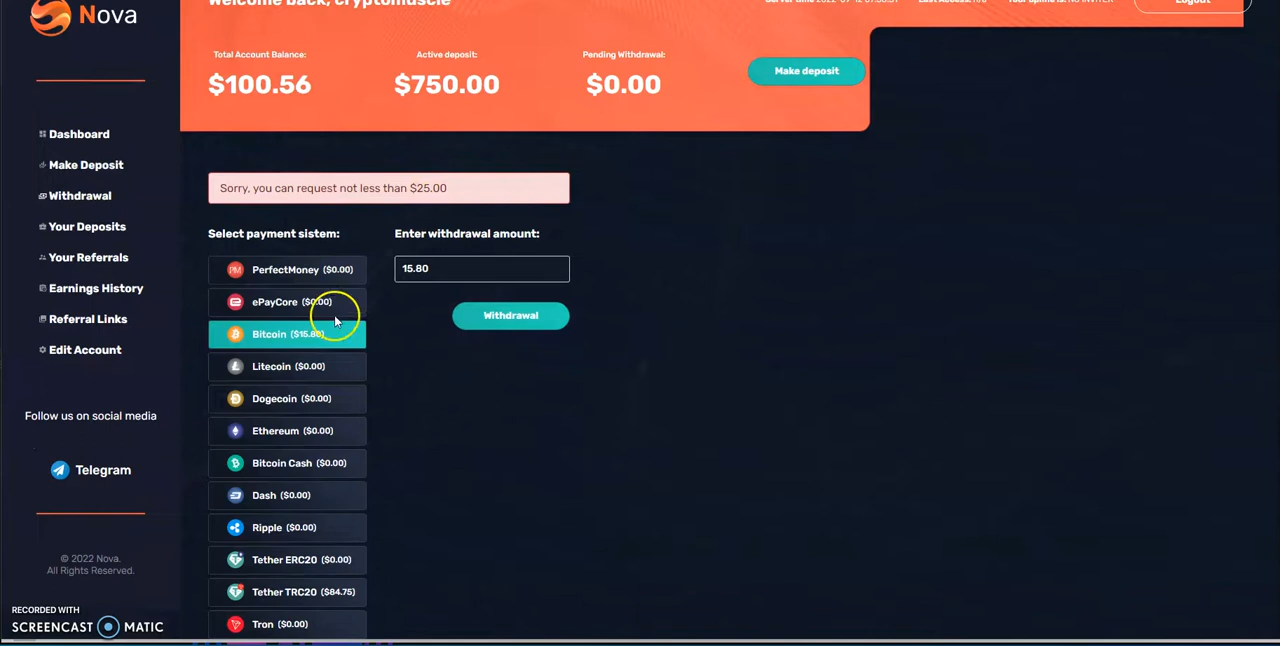 Nova
Welcome back, cryptomuscle
Logout
Total Account Balance:
Active deposit:
Pending Withdrawal:
$100.56
$750.00
$0.00
Make deposit
Dashboard
Make Deposit
Withdrawal
Your Deposits
Your Referrals
Earnings History
Referral Links
Edit Account
Follow us on social media
Telegram
© 2022 Nova.
All Rights Reserved.
Sorry, you can request not less than $25.00
Select payment sistem:
PerfectMoney ($0.00)
ePayCore ($0.00)
Bitcoin ($15.80)
Litecoin ($0.00)
Dogecoin ($0.00)
Ethereum ($0.00)
Bitcoin Cash ($0.00)
Dash ($0.00)
Ripple ($0.00)
Tether ERC20 ($0.00)
Tether TRC20 ($84.75)
Tron ($0.00)
Enter withdrawal amount:
15.80
Withdrawal
RECORDED WITH
SCREENCAST MATIC